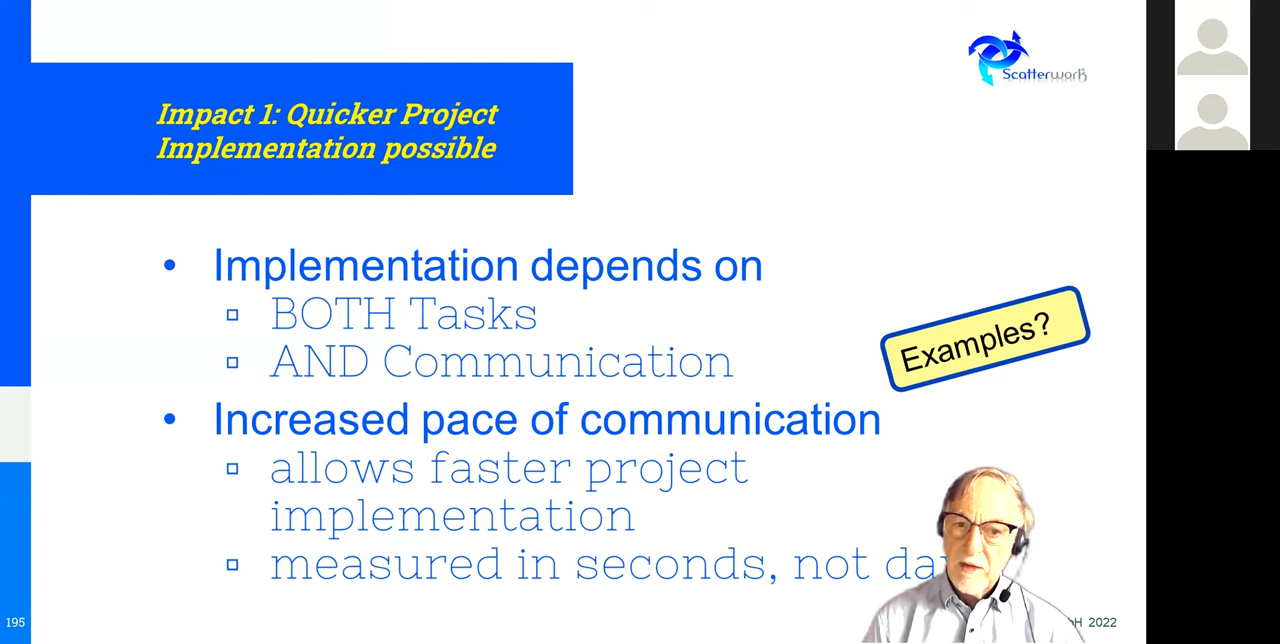 Scatterwork
Impact 1: Quicker Project
Implementation possible
• Implementation depends on
▫ BOTH Tasks
▫ AND Communication
Examples?
• Increased pace of communication
▫ allows faster project
implementation
▫ measured in seconds, not
195
2022